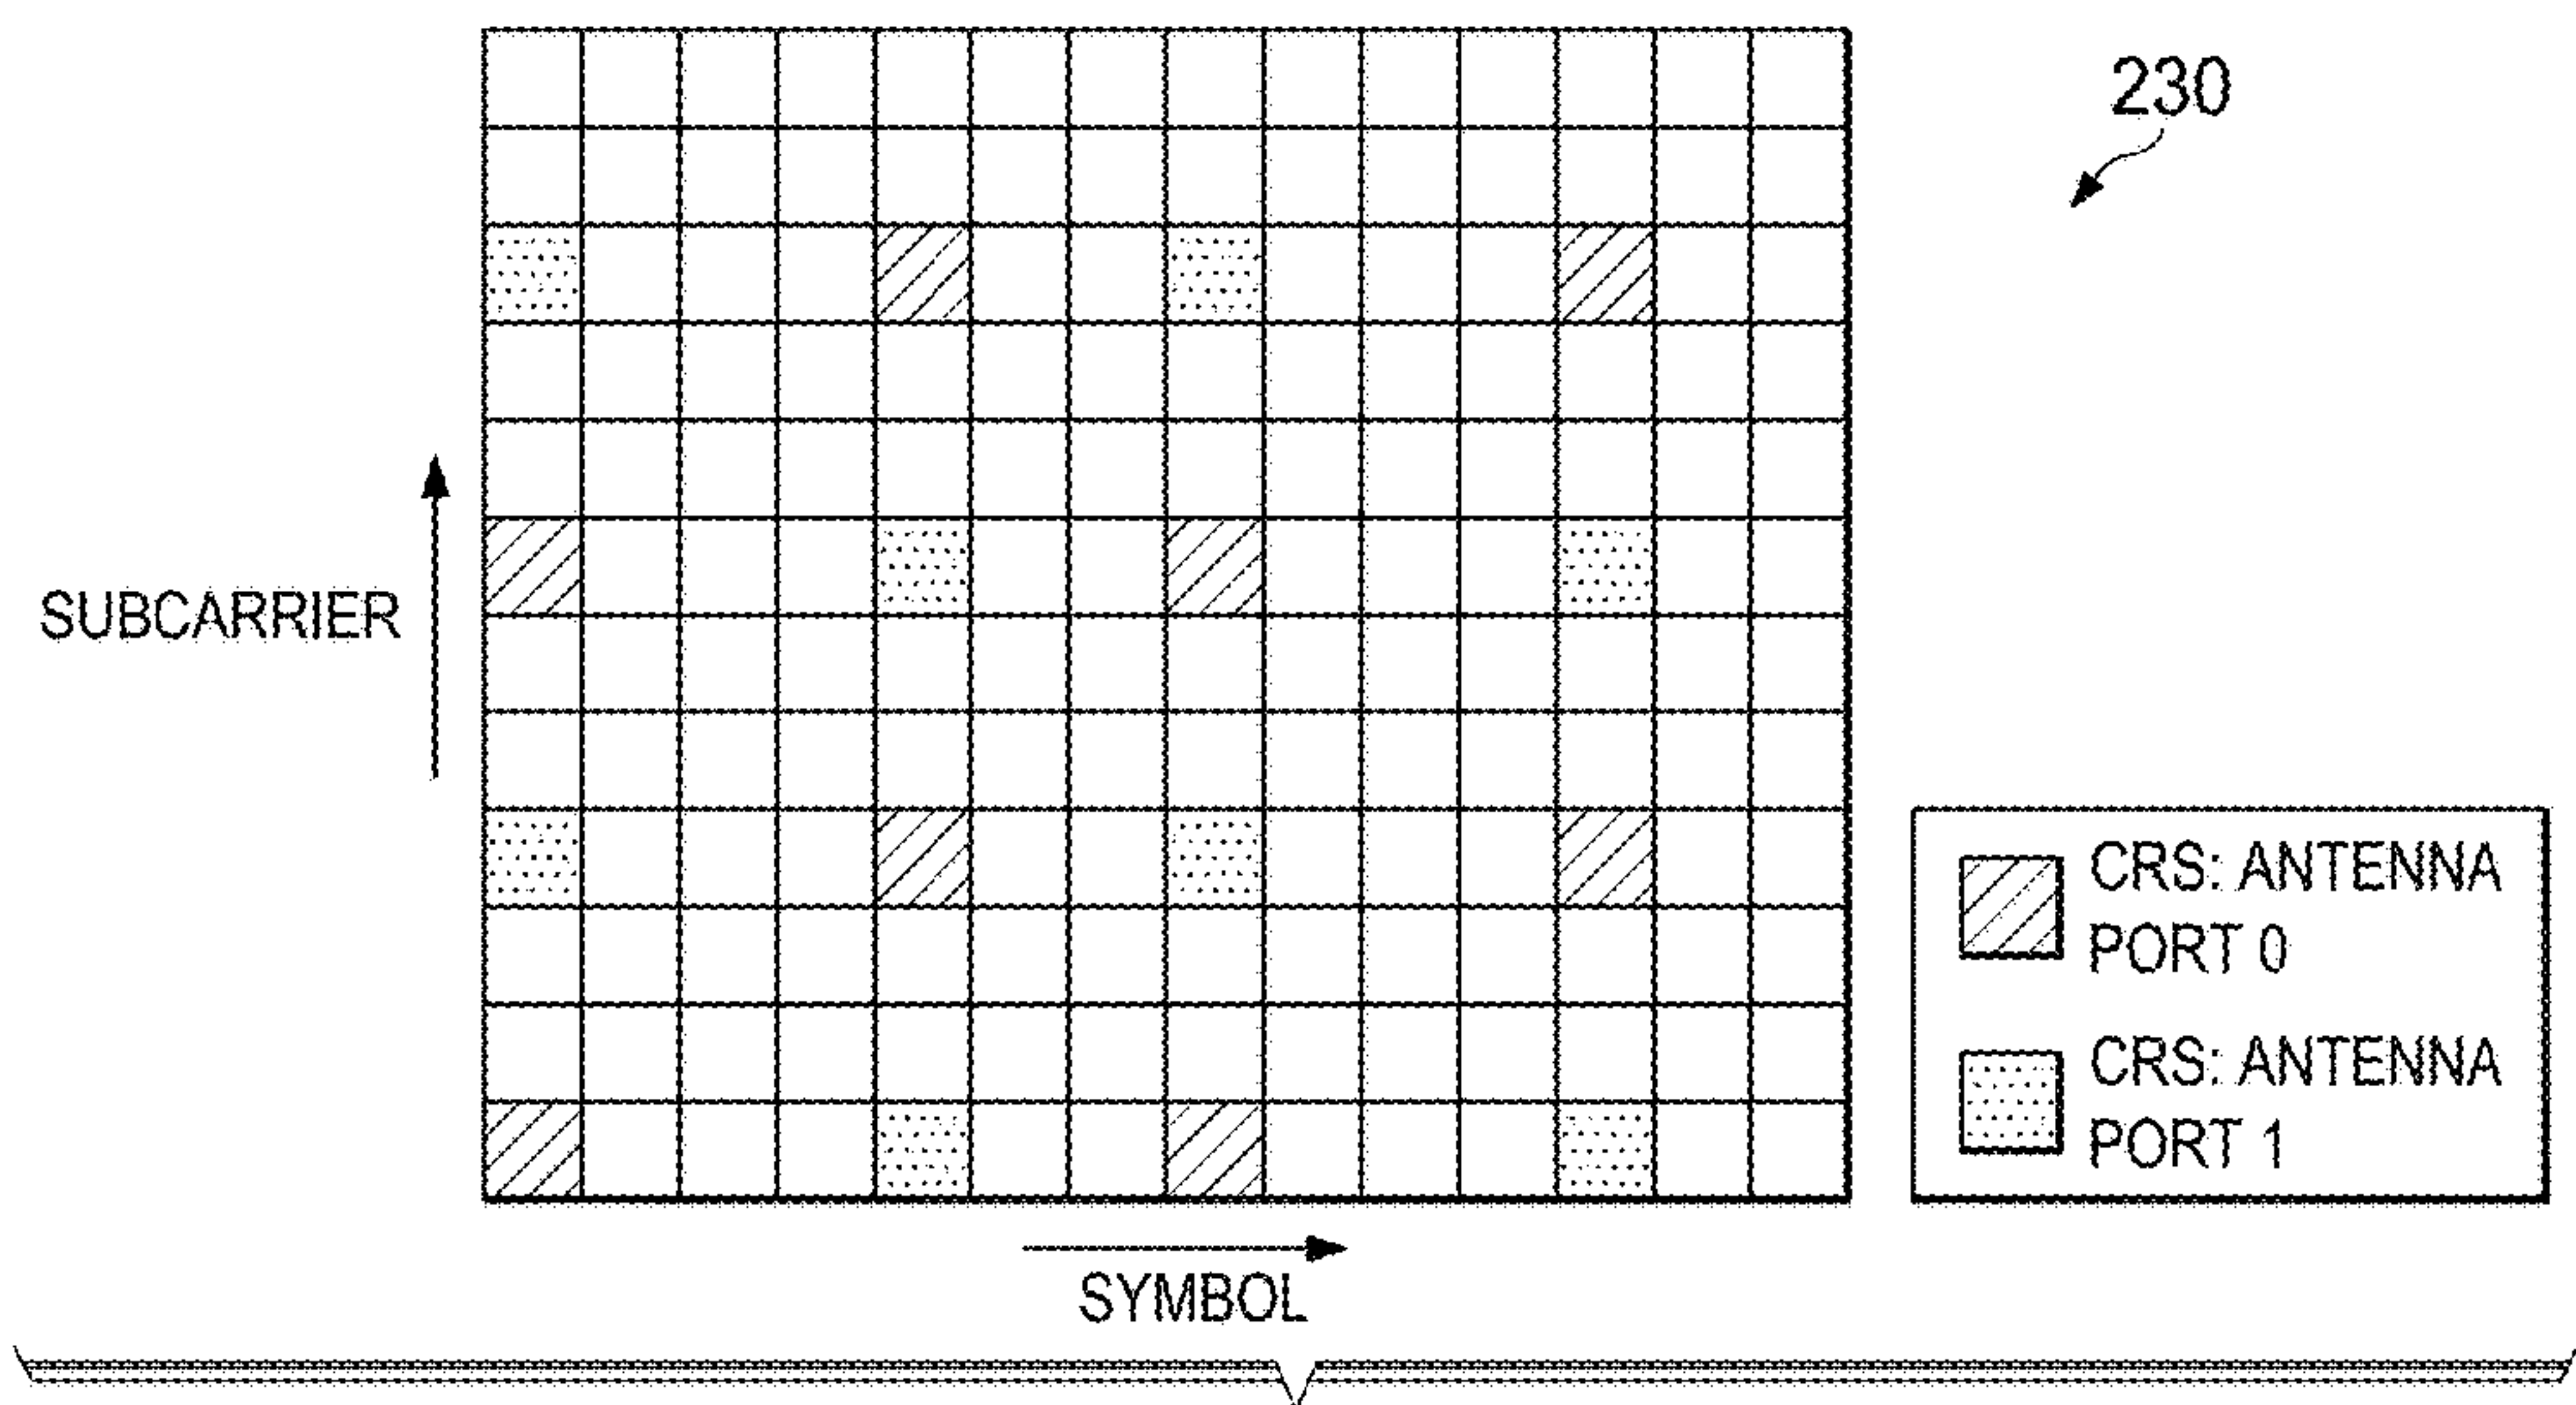 230
SUBCARRIER
CRS: ANTENNA
PORT 0
CRS: ANTENNA
PORT 1
SYMBOL